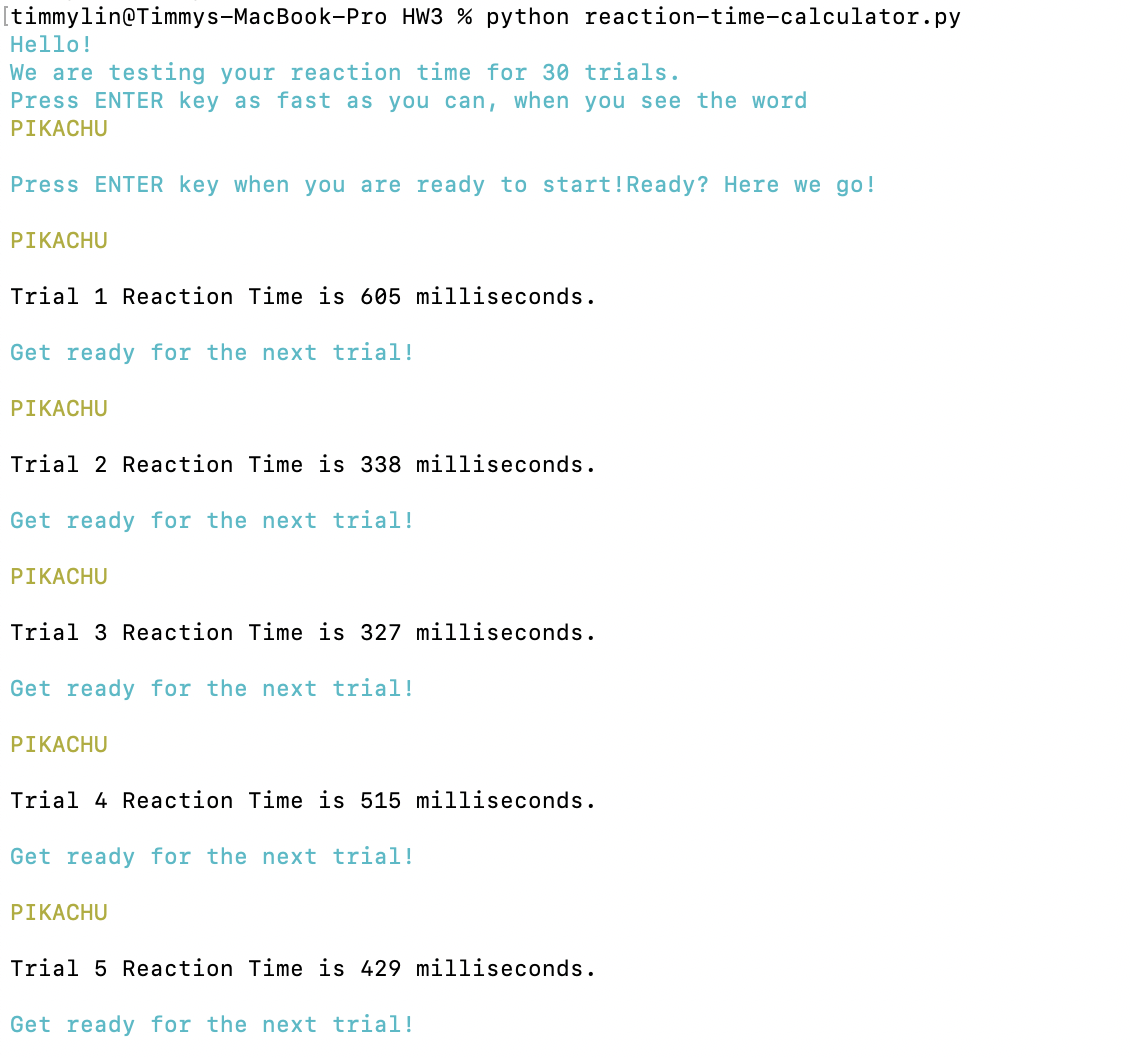 [timmylin@Timmys-MacBook-Pro HW3 % python reaction-time-calculator.py
Hello!
We are testing your reaction time for 30 trials.
Press ENTER key as fast as you can, when you see the word
PIKACHU
Press ENTER key when you are ready to start!Ready? Here we go!
PIKACHU
Trial 1 Reaction Time is 605 milliseconds.
Get ready for the next trial!
PIKACHU
Trial 2 Reaction Time is 338 milliseconds.
Get ready for the next trial!
PIKACHU
Trial 3 Reaction Time is 327 milliseconds.
Get ready for the next trial!
PIKACHU
Trial 4 Reaction Time is 515 milliseconds.
Get ready for the next trial!
PIKACHU
Trial 5 Reaction Time is 429 milliseconds.
Get ready for the next trial!